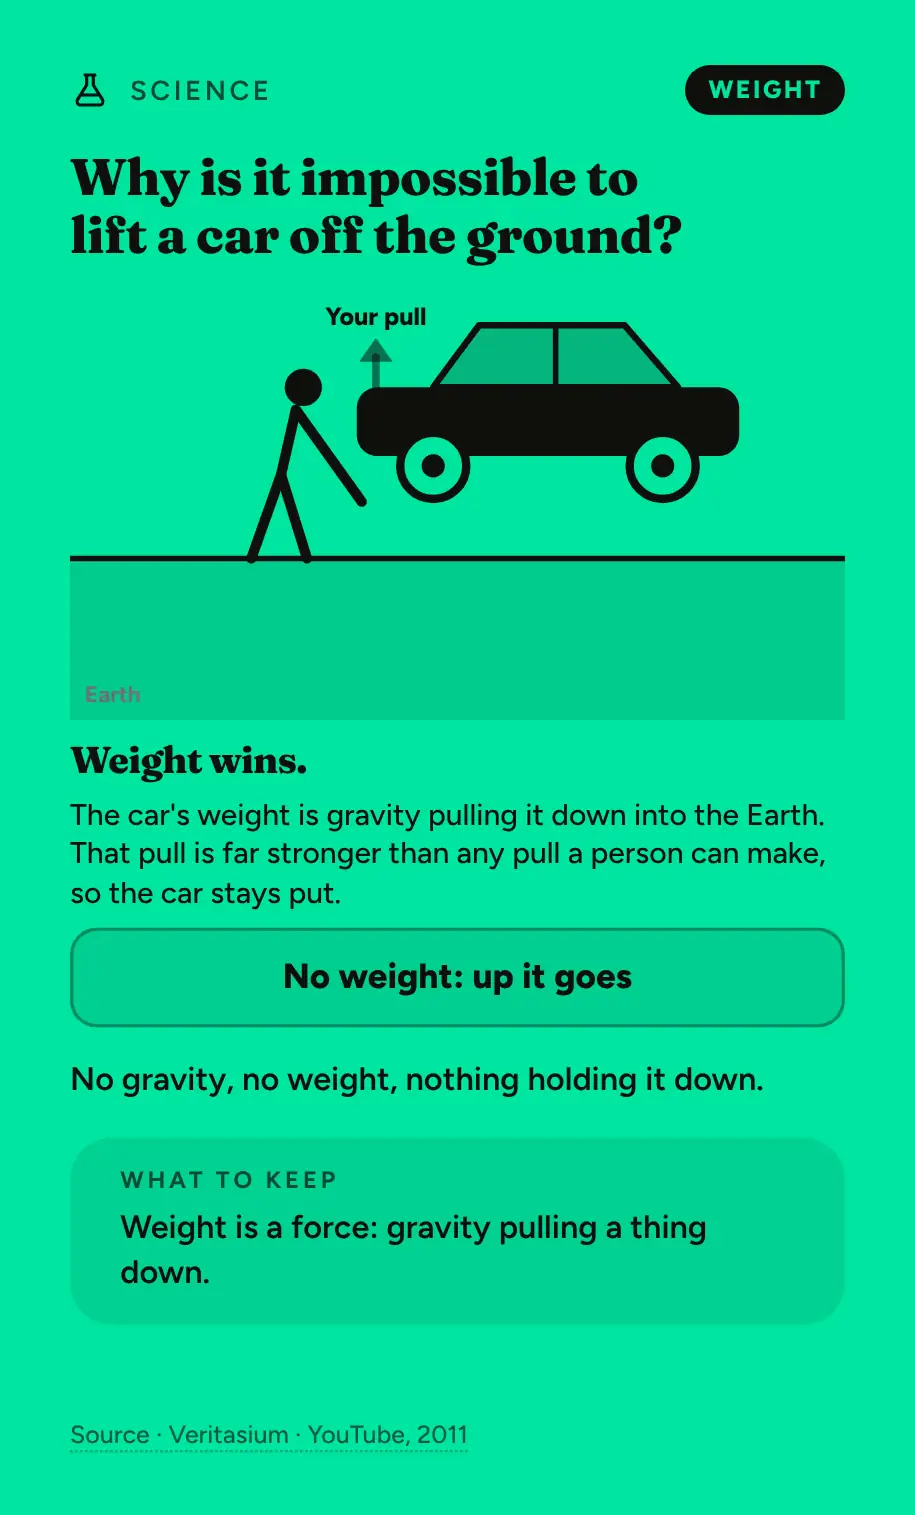 SCIENCE
WEIGHT
Why is it impossible to
lift a car off the ground?
Your pull
Earth
Weight wins.
The car's weight is gravity pulling it down into the Earth.
That pull is far stronger than any pull a person can make,
so the car stays put.
No weight: up it goes
No gravity, no weight, nothing holding it down.
WHAT TO KEEP
Weight is a force: gravity pulling a thing
down.
Source · Veritasium · YouTube, 2011